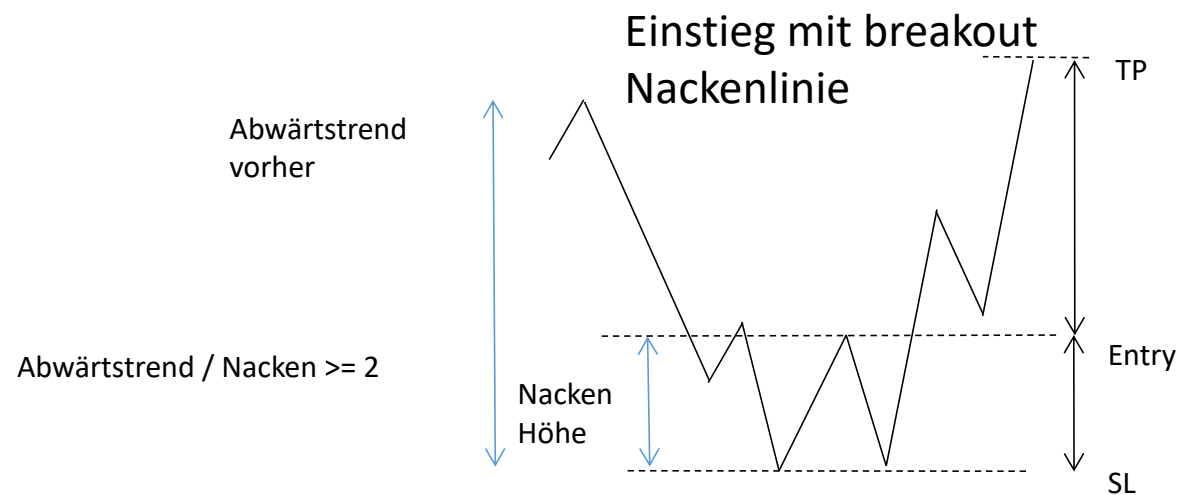 Einstieg mit breakout
Nackenlinie
TP
Abwärtstrend
vorher
Abwärtstrend / Nacken >= 2
Entry
Nacken
Höhe
SL